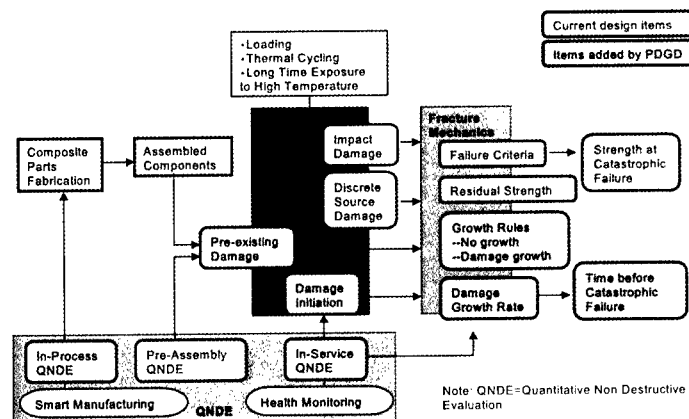 Current design items
Items added by PDGD
·Loading
·Thermal Cycling
·Long Time Exposure
to High Temperature
Fracture
Mechanics
Impact
Damage
Failure Criteria
Strength at
Catastrophic
Failure
Composite
Parts
Fabrication
Assembled
Components
Discrete
Source
Damage
Residual Strength
Pre-existing
Damage
Growth Rules
--No growth
--Damage growth
Damage
Initiation
Damage
Growth Rate
Time before
Catastrophic
Failure
In-Process
QNDE
Pre-Assembly
QNDE
In-Service
QNDE
Smart Manufacturing
QNDE
Health Monitoring
Note: QNDE=Quantitative Non Destructive
Evaluation